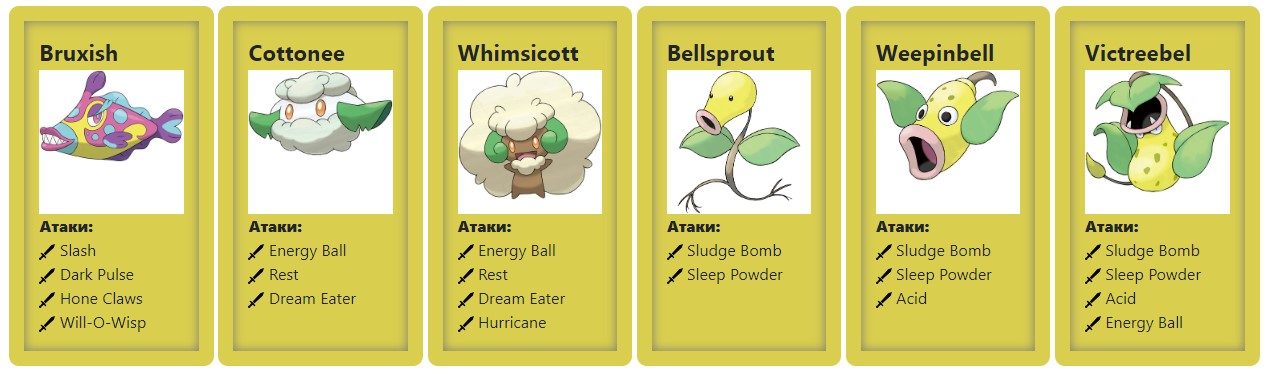 Bruxish
Атаки:
Slash
Dark Pulse
Hone Claws
Will-O-Wisp
Cottonee
Атаки:
Energy Ball
Rest
Dream Eater
Whimsicott
Атаки:
Energy Ball
Rest
Dream Eater
Hurricane
Bellsprout
Атаки:
Sludge Bomb
Sleep Powder
Weepinbell
Атаки:
Sludge Bomb
Sleep Powder
Acid
Victreebel
Атаки:
Sludge Bomb
Sleep Powder
Acid
Energy Ball